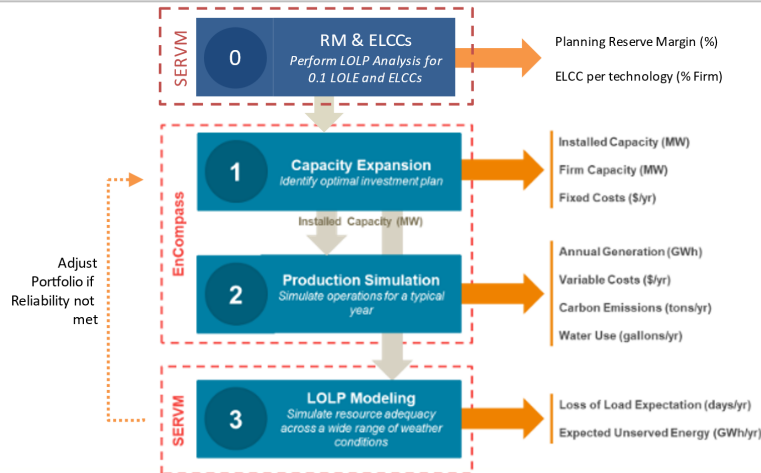 SERVM
0
RM & ELCCs
Perform LOLP Analysis for
0.1 LOLE and ELCCs
Planning Reserve Margin (%)
ELCC per technology (% Firm)
EnCompass
1
Capacity Expansion
Identify optimal investment plan
Installed Capacity (MW)
Firm Capacity (MW)
Fixed Costs ($/yr)
Installed Capacity (MW)
2
Production Simulation
Simulate operations for a typical
year
Annual Generation (GWh)
Variable Costs ($/yr)
Carbon Emissions (tons/yr)
Water Use (gallons/yr)
Adjust
Portfolio if
Reliability not
met
SERVM
3
LOLP Modeling
Simulate resource adequacy
across a wide range of weather
conditions
Loss of Load Expectation (days/yr)
Expected Unserved Energy (GWh/yr)